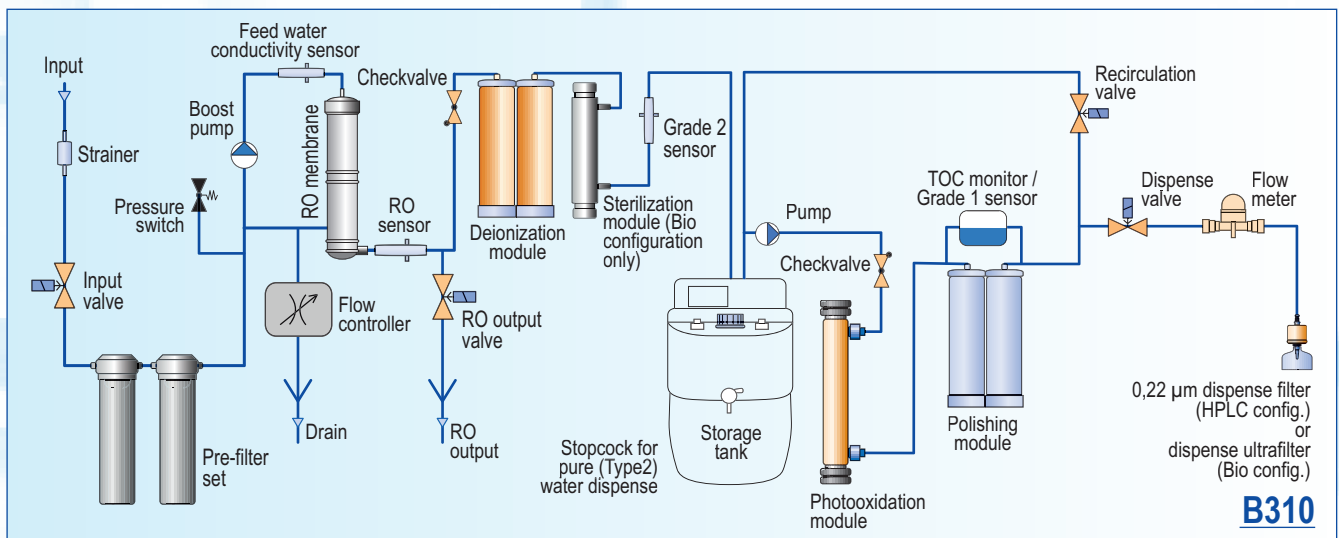 Input
Strainer
Pressure
switch
Input
valve
Pre-filter
set
Feed water
conductivity sensor
Boost
pump
RO membrane
Flow
controller
Drain
RO
sensor
RO output
valve
RO
output
Checkvalve
Deionization
module
Sterilization
module (Bio
configuration
only)
Grade 2
sensor
Stopcock for
pure (Type2)
water dispense
Storage
tank
Pump
Checkvalve
Photooxidation
module
TOC monitor /
Grade 1 sensor
Polishing
module
Recirculation
valve
Dispense
valve
Flow
meter
0,22 µm dispense filter
(HPLC config.)
or
dispense ultrafilter
(Bio config.)
B310